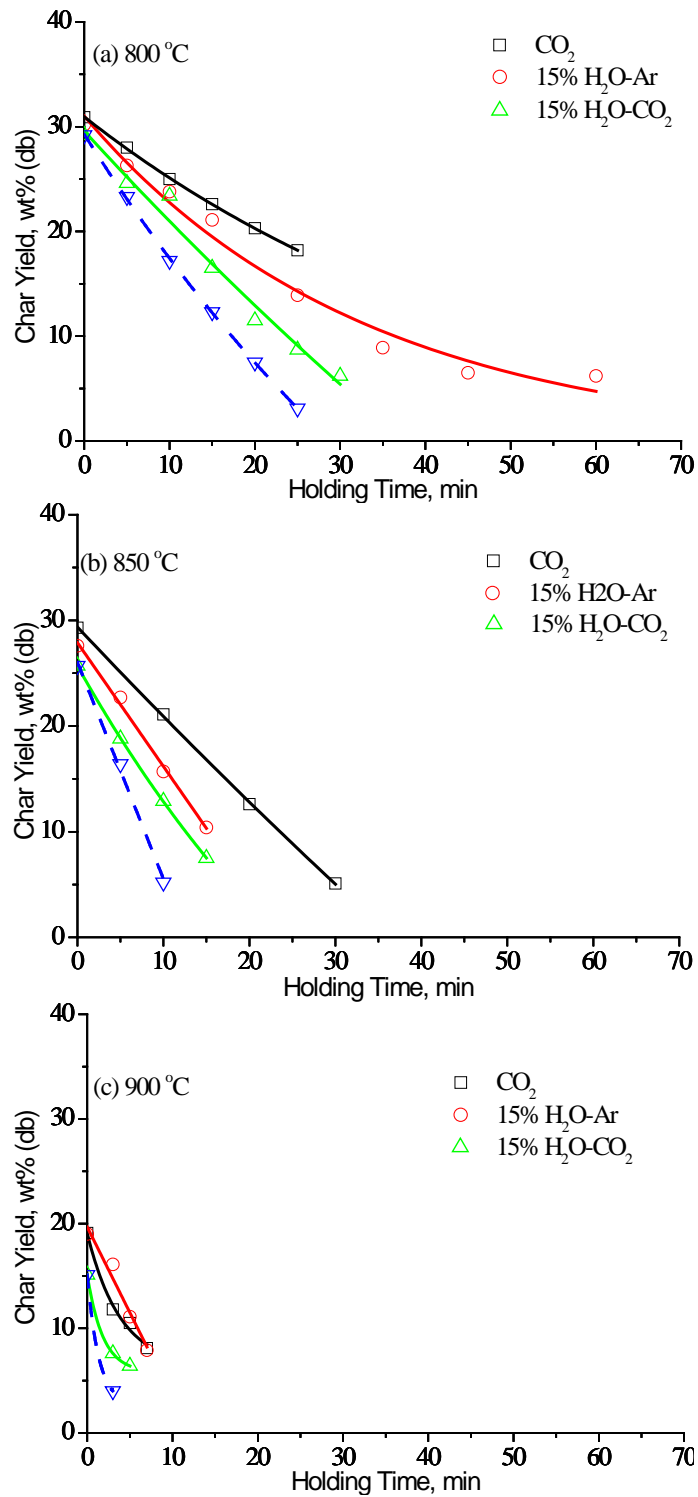 40
(a) 800 °C
CO₂
15% H₂O-Ar
15% H₂O-CO₂
30
20
10
0
Char Yield, wt% (db)
0 10 20 30 40 50 60 70
Holding Time, min
40
(b) 850 °C
CO₂
15% H2O-Ar
15% H₂O-CO₂
30
20
10
0
Char Yield, wt% (db)
0 10 20 30 40 50 60 70
Holding Time, min
40
(c) 900 °C
CO₂
15% H₂O-Ar
15% H₂O-CO₂
30
20
10
0
Char Yield, wt% (db)
0 10 20 30 40 50 60 70
Holding Time, min